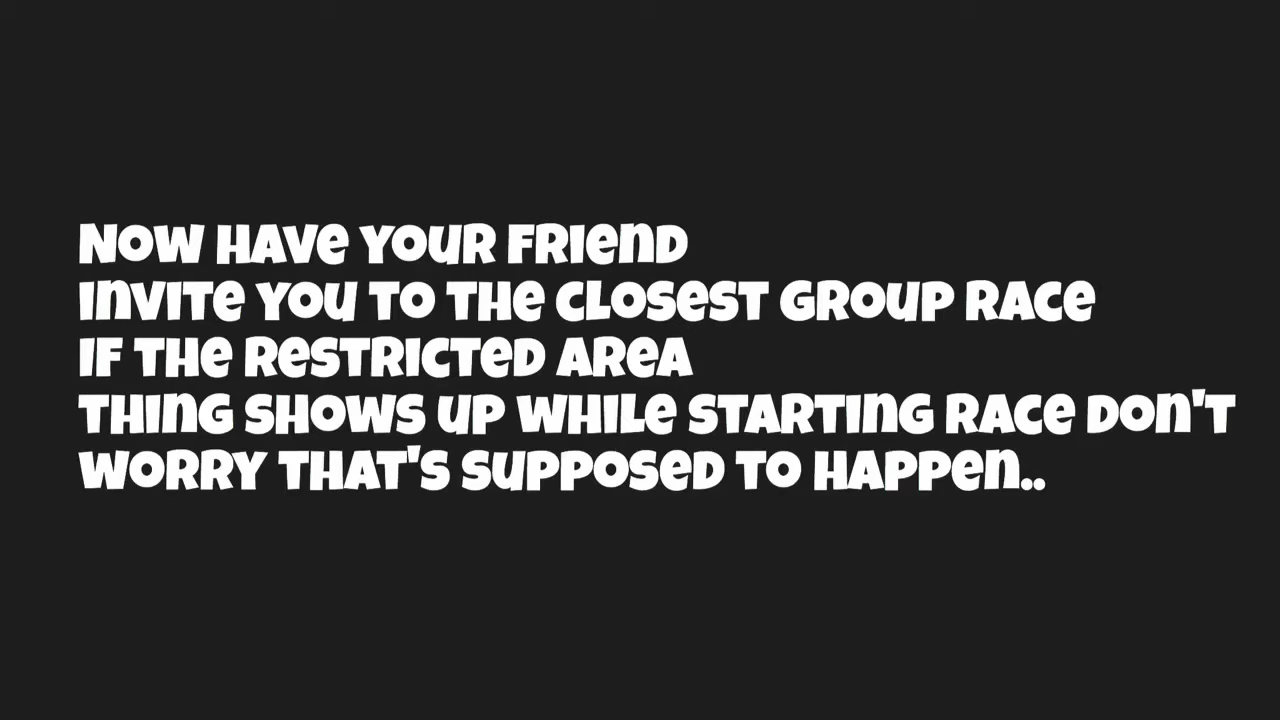 Now have your friend
invite you to the closest group race
if the restricted area
thing shows up while starting race don't
worry that's supposed to happen..